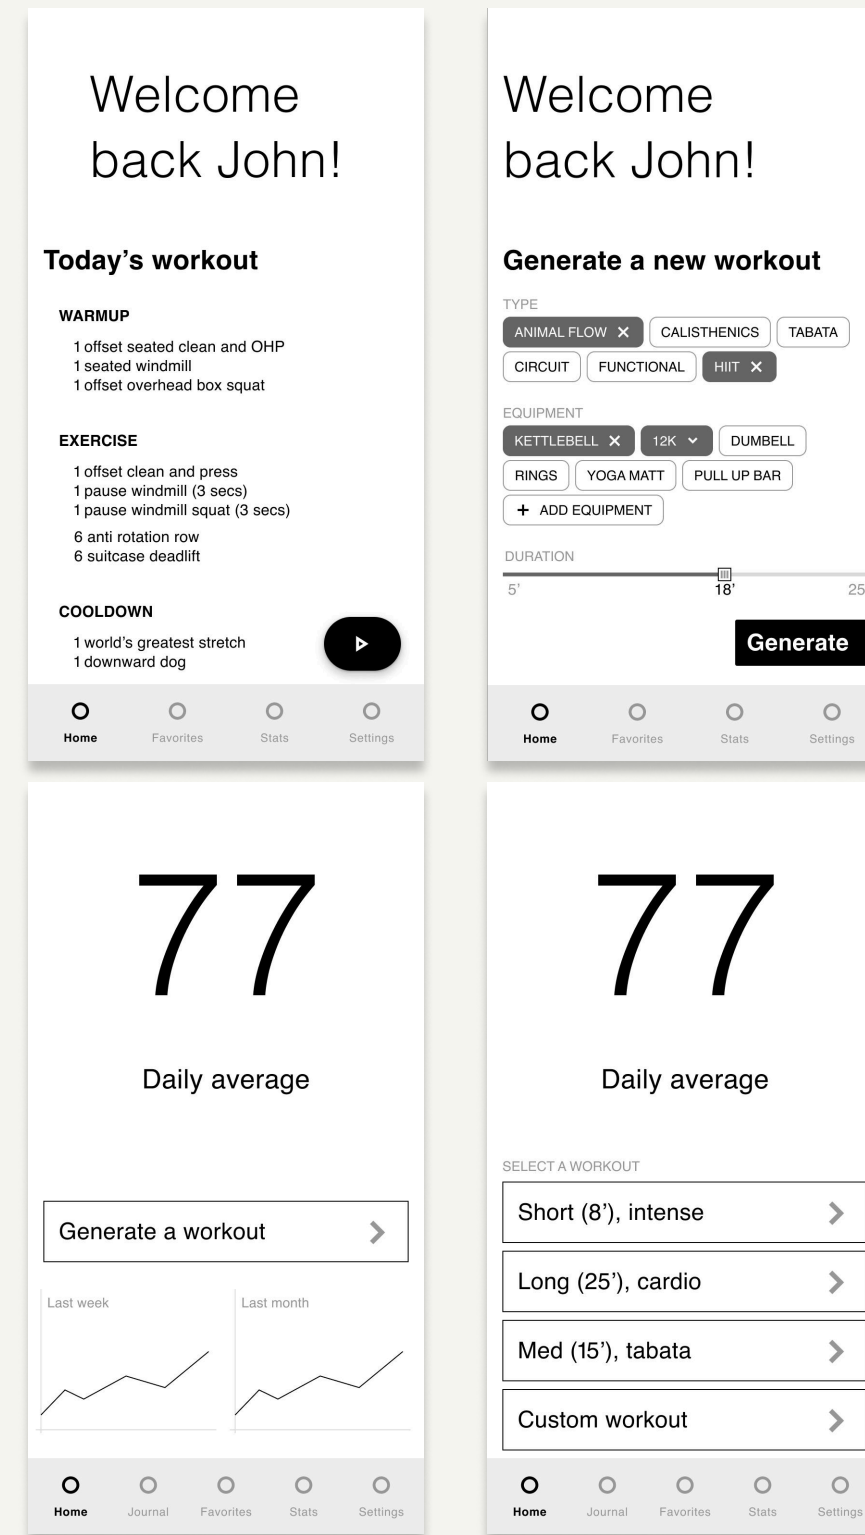 Welcome
back John!
Today’s workout
WARMUP
1 offset seated clean and OHP
1 seated windmill
1 offset overhead box squat
EXERCISE
1 offset clean and press
1 pause windmill (3 secs)
1 pause windmill squat (3 secs)
6 anti rotation row
6 suitcase deadlift
COOLDOWN
1 world’s greatest stretch
1 downward dog
Home Favorites Stats Settings
Welcome
back John!
Generate a new workout
TYPE
ANIMAL FLOW CALISTHENICS TABATA
CIRCUIT FUNCTIONAL HIIT
EQUIPMENT
KETTLEBELL 12K DUMBELL
RINGS YOGA MATT PULL UP BAR
+ ADD EQUIPMENT
DURATION
5’ 18’ 25
Generate
Home Favorites Stats Settings
77
Daily average
Generate a workout
Last week Last month
Home Journal Favorites Stats Settings
77
Daily average
SELECT A WORKOUT
Short (8’), intense
Long (25’), cardio
Med (15’), tabata
Custom workout
Home Journal Favorites Stats Settings